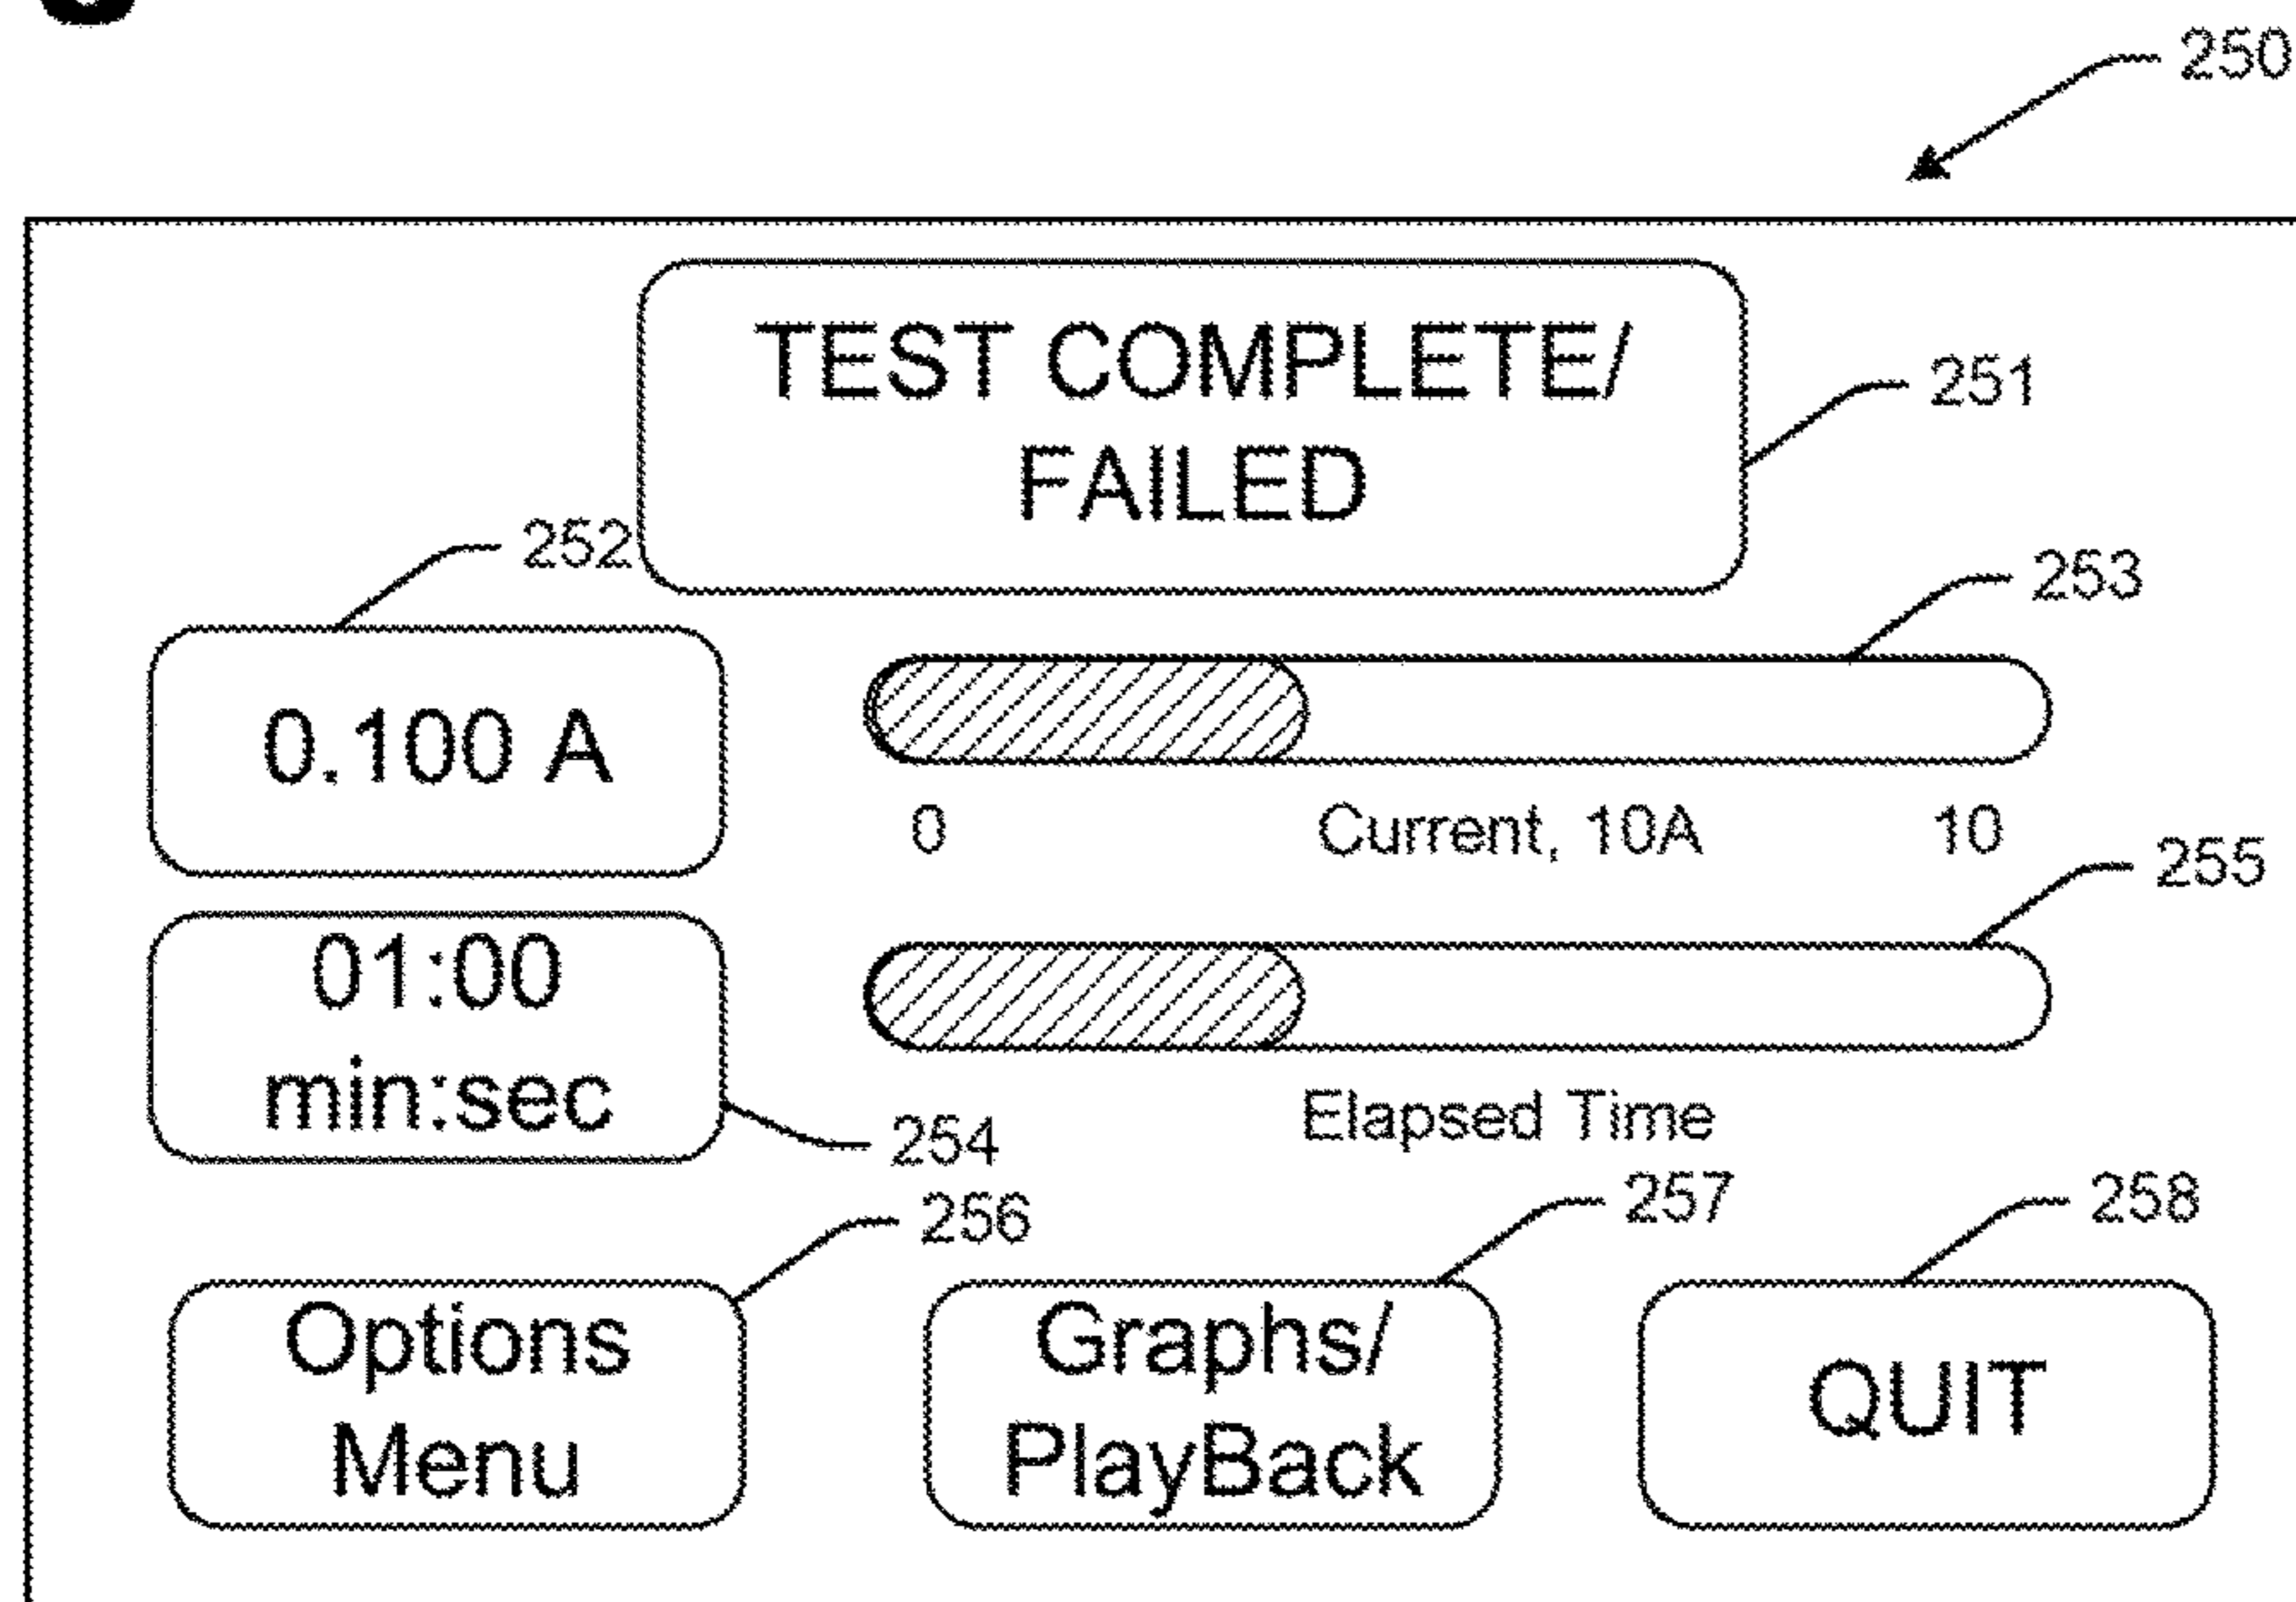 250
TEST COMPLETE/
FAILED
251
252
253
0.100 A
0
Current, 10A
10
255
01:00
min:sec
254
Elapsed Time
256
257
258
Options
Menu
Graphs/
PlayBack
QUIT